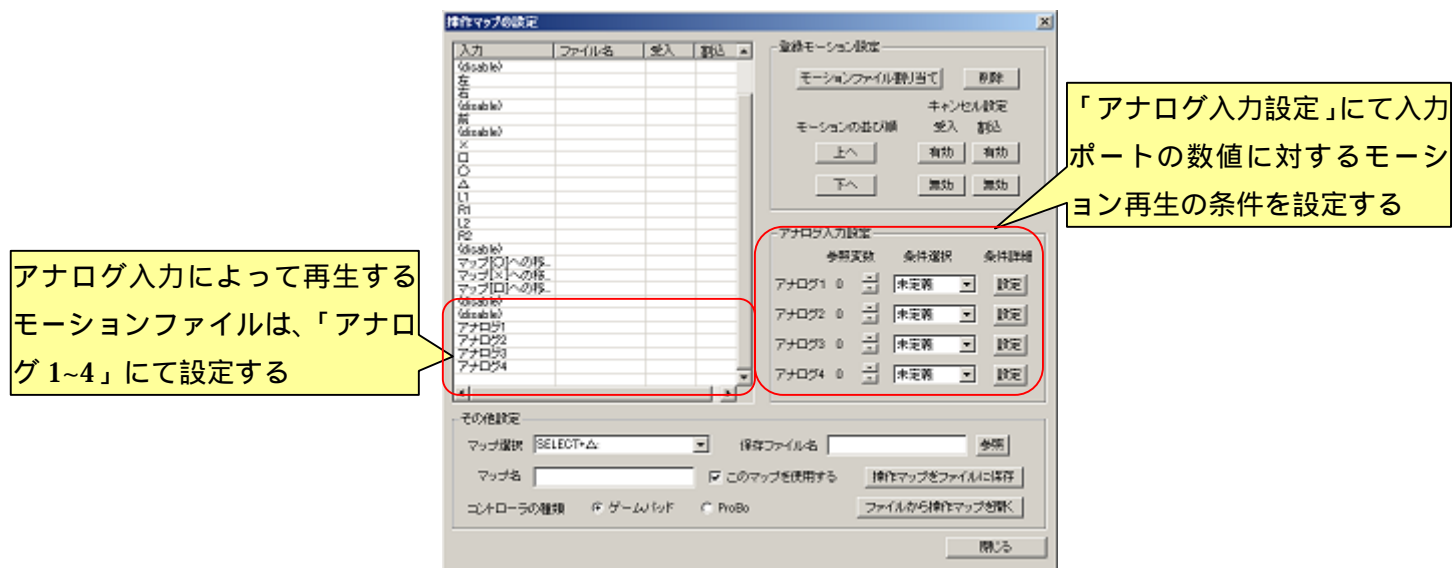 操作マップの設定
入力 ファイル名 受入 割込
(disable)
左
右
(disable)
前
(disable)
×
□
○
△
L1
R1
L2
R2
(disable)
マップ[○]への移...
マップ[×]への移...
マップ[□]への移...
(disable)
(disable)
アナログ1
アナログ2
アナログ3
アナログ4
登録モーション設定
モーションファイル割り当て 削除
キャンセル設定
モーションの並び順 受入 割込
上へ 有効 有効
下へ 無効 無効
アナログ入力設定
参照変数 条件選択 条件詳細
アナログ1 0 未定義 設定
アナログ2 0 未定義 設定
アナログ3 0 未定義 設定
アナログ4 0 未定義 設定
その他設定
マップ選択 SELECT+△: 保存ファイル名 参照
マップ名 このマップを使用する 操作マップをファイルに保存
コントローラの種類 ゲームパッド ProBo ファイルから操作マップを開く
閉じる
「アナログ入力設定」にて入力
ポートの数値に対するモーシ
ョン再生の条件を設定する
アナログ入力によって再生する
モーションファイルは、「アナロ
グ 1~4」にて設定する